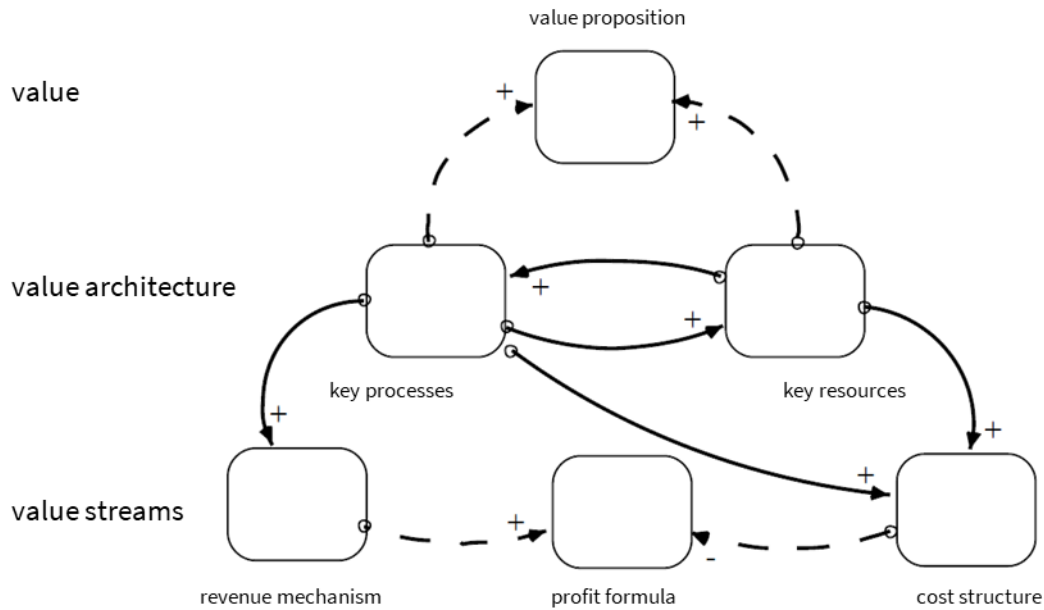 value proposition
value
+
+
value architecture
+
+
key processes
key resources
+
+
+
value streams
+
-
revenue mechanism
profit formula
cost structure